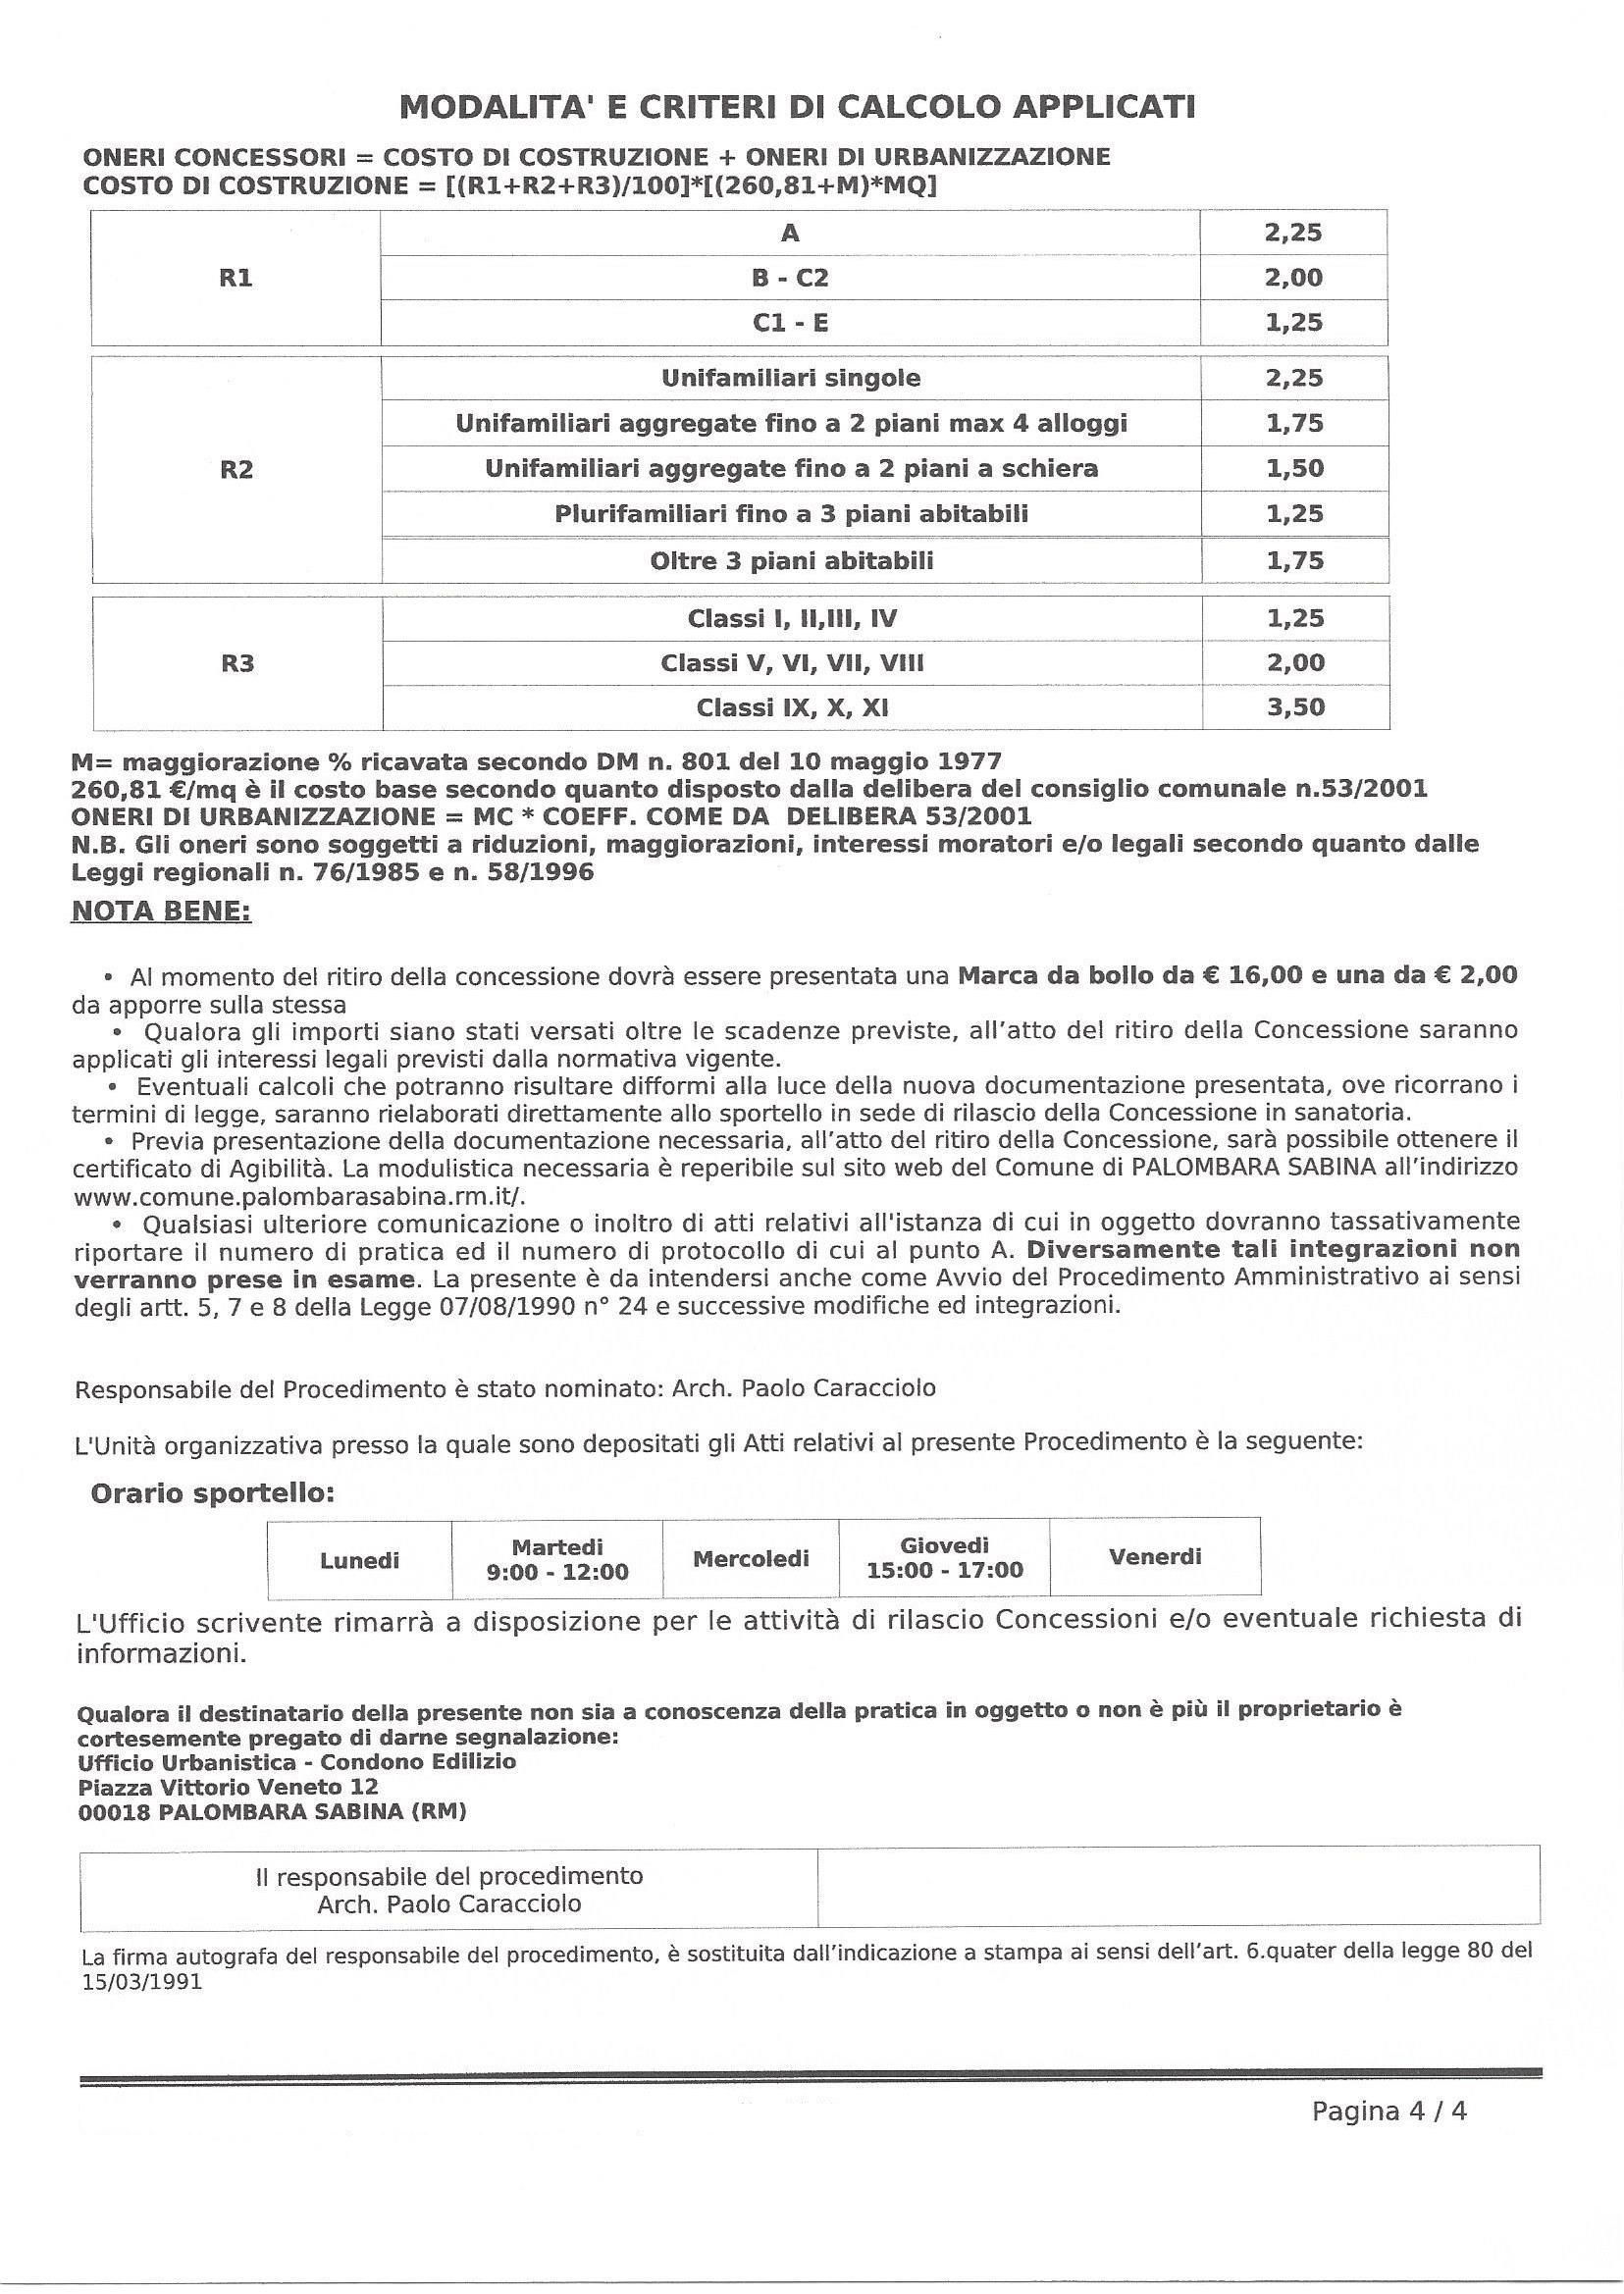 MODALITA' E CRITERI DI CALCOLO APPLICATI
ONERI CONCESSORI = COSTO DI COSTRUZIONE + ONERI DI URBANIZZAZIONE
COSTO DI COSTRUZIONE = [(R1+R2+R3)/100]*[(260,81+M)*MQ]
R1
A 2,25
B - C2 2,00
C1 - E 1,25
R2
Unifamiliari singole 2,25
Unifamiliari aggregate fino a 2 piani max 4 alloggi 1,75
Unifamiliari aggregate fino a 2 piani a schiera 1,50
Plurifamiliari fino a 3 piani abitabili 1,25
Oltre 3 piani abitabili 1,75
R3
Classi I, II,III, IV 1,25
Classi V, VI, VII, VIII 2,00
Classi IX, X, XI 3,50
M= maggiorazione % ricavata secondo DM n. 801 del 10 maggio 1977
260,81 €/mq è il costo base secondo quanto disposto dalla delibera del consiglio comunale n.53/2001
ONERI DI URBANIZZAZIONE = MC * COEFF. COME DA DELIBERA 53/2001
N.B. Gli oneri sono soggetti a riduzioni, maggiorazioni, interessi moratori e/o legali secondo quanto dalle
Leggi regionali n. 76/1985 e n. 58/1996
NOTA BENE:
• Al momento del ritiro della concessione dovrà essere presentata una Marca da bollo da € 16,00 e una da € 2,00
da apporre sulla stessa
• Qualora gli importi siano stati versati oltre le scadenze previste, all'atto del ritiro della Concessione saranno
applicati gli interessi legali previsti dalla normativa vigente.
• Eventuali calcoli che potranno risultare difformi alla luce della nuova documentazione presentata, ove ricorrano i
termini di legge, saranno rielaborati direttamente allo sportello in sede di rilascio della Concessione in sanatoria.
• Previa presentazione della documentazione necessaria, all'atto del ritiro della Concessione, sarà possibile ottenere il
certificato di Agibilità. La modulistica necessaria è reperibile sul sito web del Comune di PALOMBARA SABINA all'indirizzo
www.comune.palombarasabina.rm.it/.
• Qualsiasi ulteriore comunicazione o inoltro di atti relativi all'istanza di cui in oggetto dovranno tassativamente
riportare il numero di pratica ed il numero di protocollo di cui al punto A. Diversamente tali integrazioni non
verranno prese in esame. La presente è da intendersi anche come Avvio del Procedimento Amministrativo ai sensi
degli artt. 5, 7 e 8 della Legge 07/08/1990 n° 24 e successive modifiche ed integrazioni.
Responsabile del Procedimento è stato nominato: Arch. Paolo Caracciolo
L'Unità organizzativa presso la quale sono depositati gli Atti relativi al presente Procedimento è la seguente:
Orario sportello:
Lunedi
Martedi
9:00 - 12:00
Mercoledi
Giovedì
15:00 - 17:00
Venerdi
L'Ufficio scrivente rimarrà a disposizione per le attività di rilascio Concessioni e/o eventuale richiesta di
informazioni.
Qualora il destinatario della presente non sia a conoscenza della pratica in oggetto o non è più il proprietario è
cortesemente pregato di darne segnalazione:
Ufficio Urbanistica - Condono Edilizio
Piazza Vittorio Veneto 12
00018 PALOMBARA SABINA (RM)
Il responsabile del procedimento
Arch. Paolo Caracciolo
La firma autografa del responsabile del procedimento, è sostituita dall'indicazione a stampa ai sensi dell'art. 6.quater della legge 80 del
15/03/1991
Pagina 4 / 4